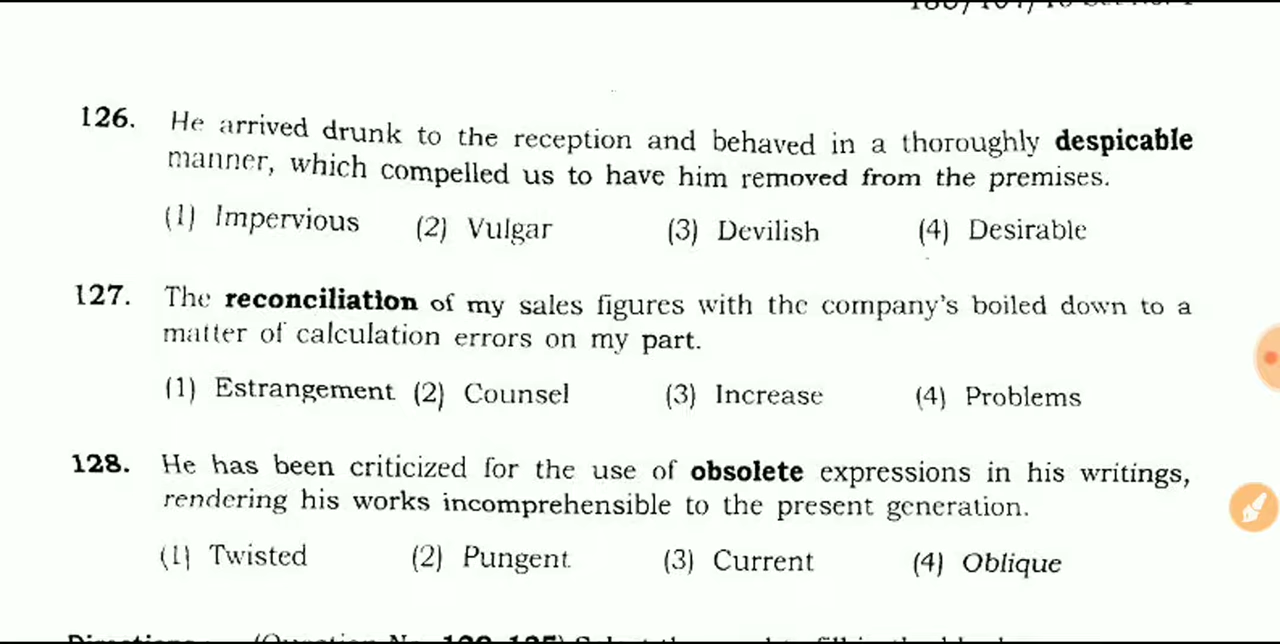 126. He arrived drunk to the reception and behaved in a thoroughly despicable
manner, which compelled us to have him removed from the premises.
(1) Impervious (2) Vulgar (3) Devilish (4) Desirable
127. The reconciliation of my sales figures with the company's boiled down to a
matter of calculation errors on my part.
(1) Estrangement (2) Counsel (3) Increase (4) Problems
128. He has been criticized for the use of obsolete expressions in his writings,
rendering his works incomprehensible to the present generation.
(1) Twisted (2) Pungent (3) Current (4) Oblique